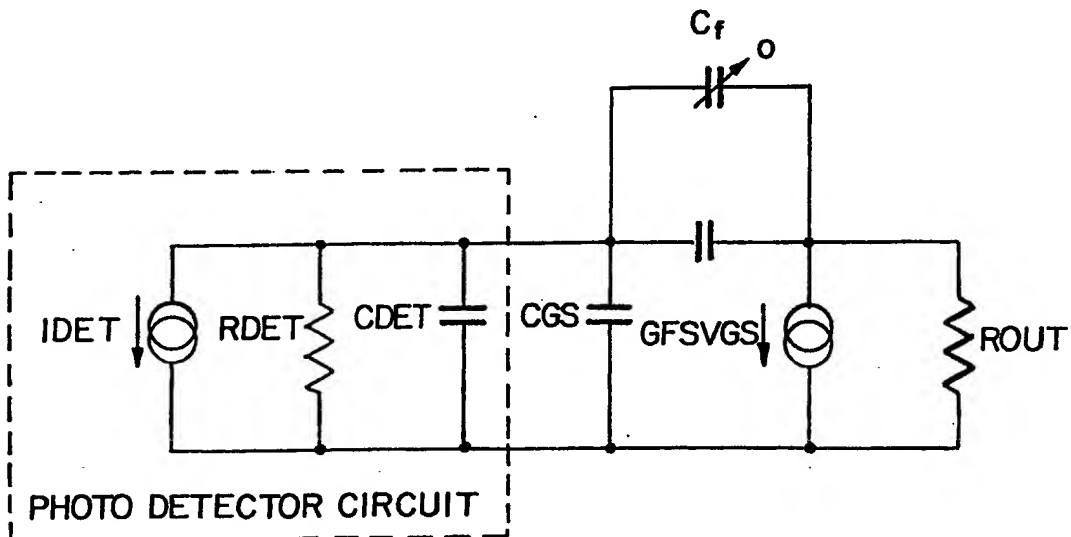 Cf
o
IDET
RDET
CDET
CGS
GFSVGS
ROUT
PHOTO DETECTOR CIRCUIT